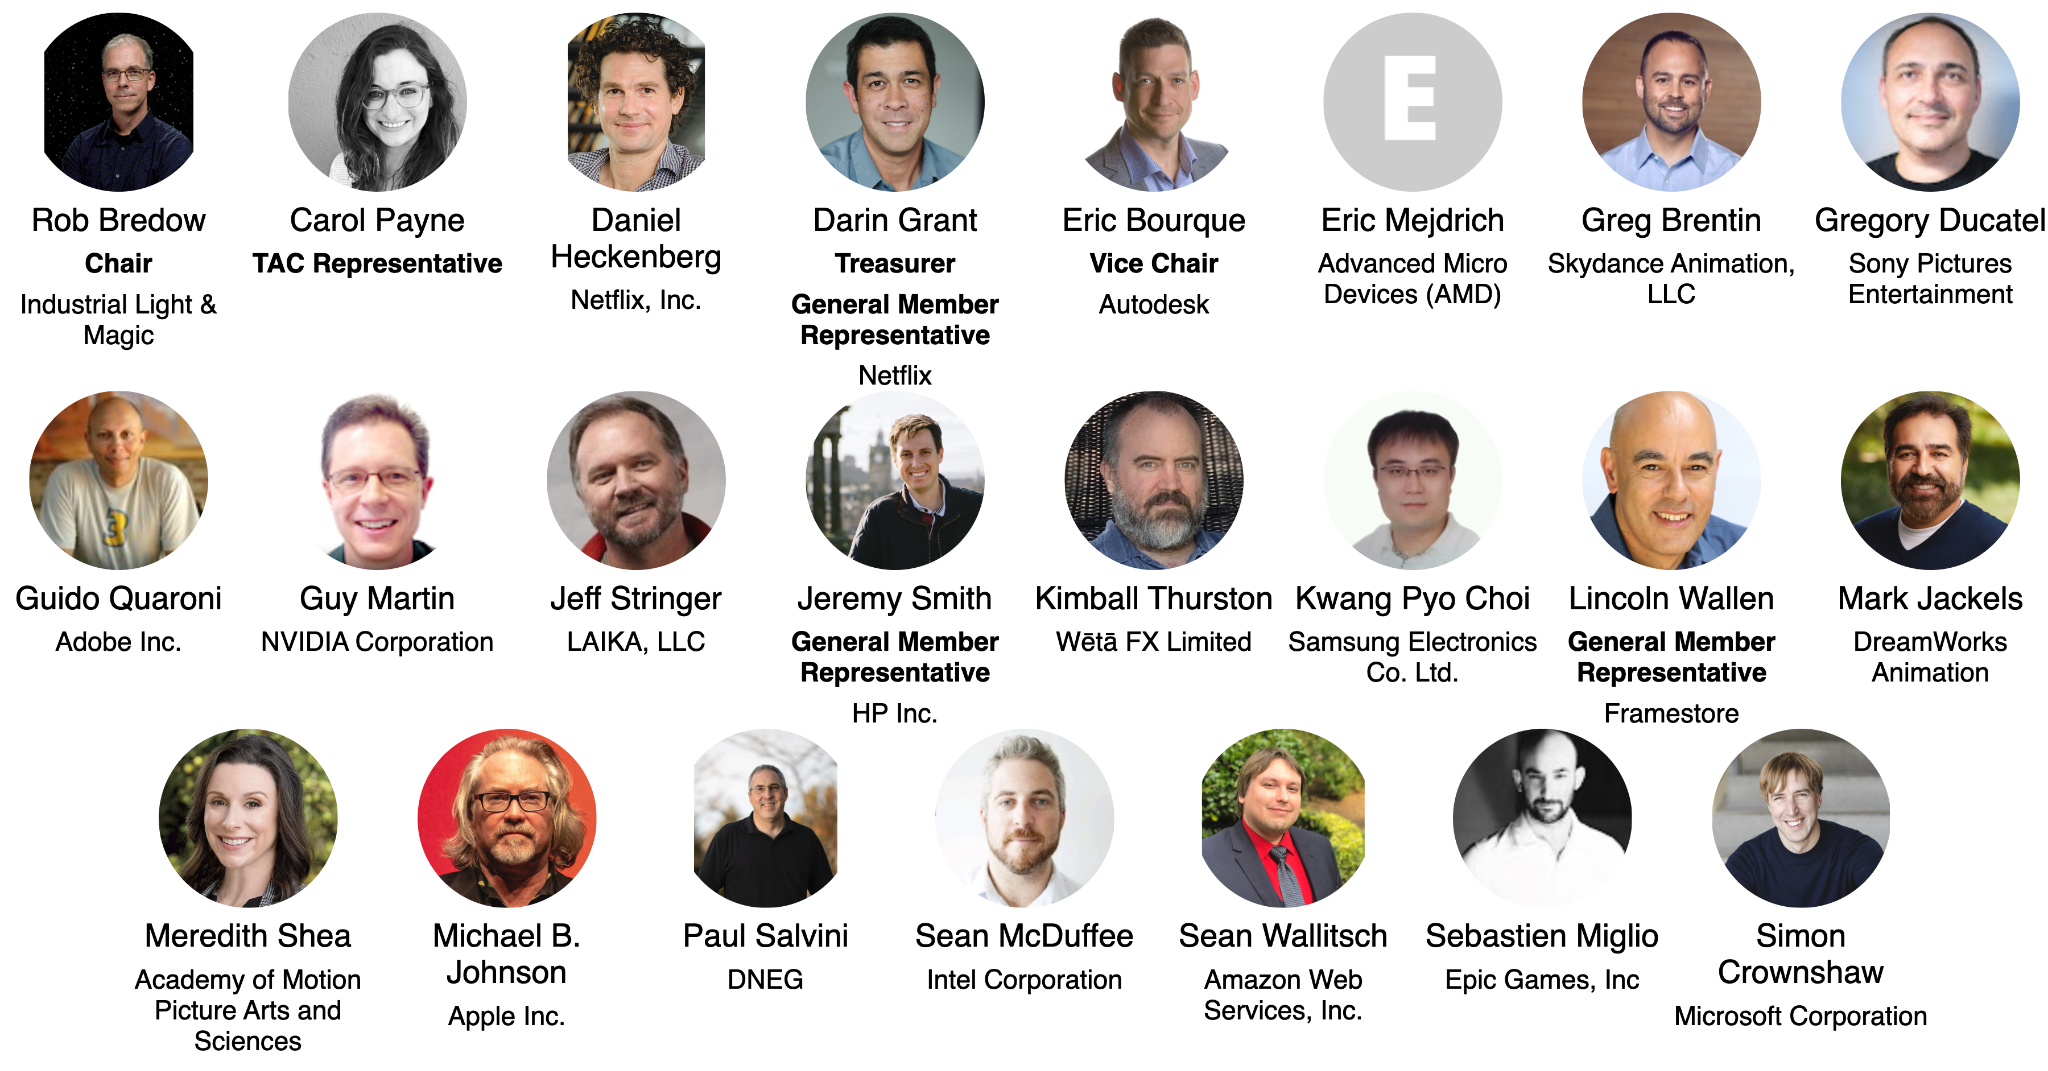 E
Rob Bredow
Chair
Industrial Light &
Magic
Carol Payne
TAC Representative
Daniel
Heckenberg
Netflix, Inc.
Darin Grant
Treasurer
General Member
Representative
Netflix
Eric Bourque
Vice Chair
Autodesk
Eric Mejdrich
Advanced Micro
Devices (AMD)
Greg Brentin
Skydance Animation,
LLC
Gregory Ducatel
Sony Pictures
Entertainment
3
Guido Quaroni
Adobe Inc.
Guy Martin
NVIDIA Corporation
Jeff Stringer
LAIKA, LLC
Jeremy Smith
General Member
Representative
HP Inc.
Kimball Thurston
Wētā FX Limited
Kwang Pyo Choi
Samsung Electronics
Co. Ltd.
Lincoln Wallen
General Member
Representative
Framestore
Mark Jackels
DreamWorks
Animation
Meredith Shea
Academy of Motion
Picture Arts and
Sciences
Michael B.
Johnson
Apple Inc.
Paul Salvini
DNEG
Sean McDuffee
Intel Corporation
Sean Wallitsch
Amazon Web
Services, Inc.
Sebastien Miglio
Epic Games, Inc
Simon
Crownshaw
Microsoft Corporation